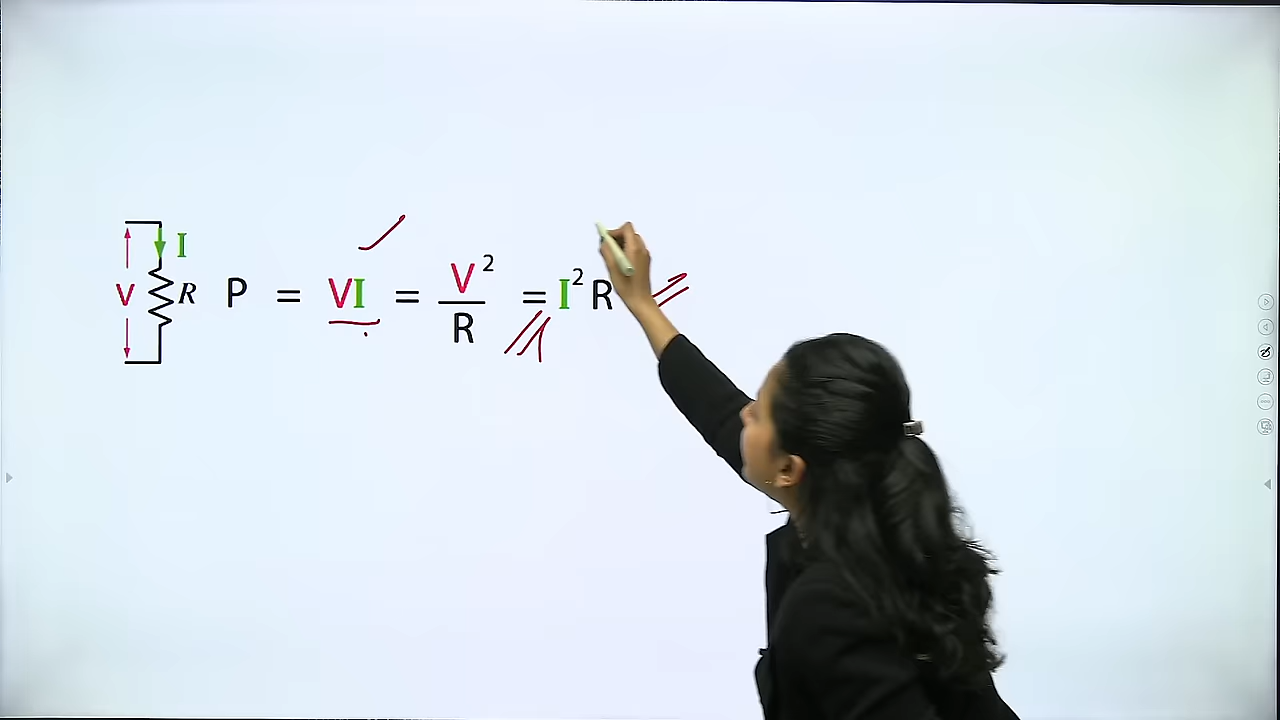 I
V R P = VI = V²/R = I²R